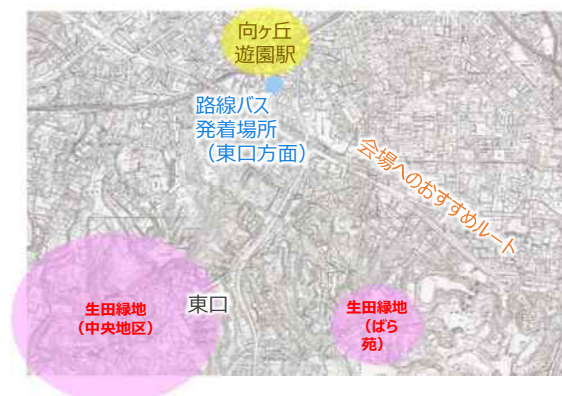 向ヶ丘
遊園駅
路線バス
発着場所
（東口方面）
会場へのおすすめルート
生田緑地
（中央地区）
東口
生田緑地
（ばら
苑）